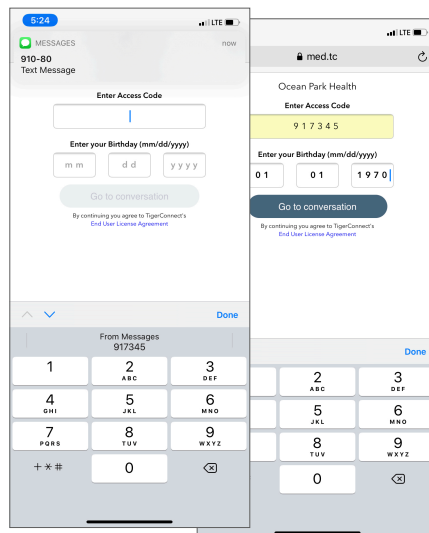 5:24
LTE
MESSAGES
now
910-80
Text Message
Enter Access Code
Enter your Birthday (mm/dd/yyyy)
mm dd yyyy
Go to conversation
By continuing you agree to TigerConnect's
End User License Agreement
Done
From Messages
917345
1 2 3
ABC DEF
4 5 6
GHI JKL MNO
7 8 9
PQRS TUV WXYZ
+*# 0
LTE
med.tc
Ocean Park Health
Enter Access Code
917345
Enter your Birthday (mm/dd/yyyy)
01 01 1970
Go to conversation
By continuing you agree to TigerConnect's
End User License Agreement
Done
2 3
ABC DEF
5 6
JKL MNO
8 9
TUV WXYZ
0